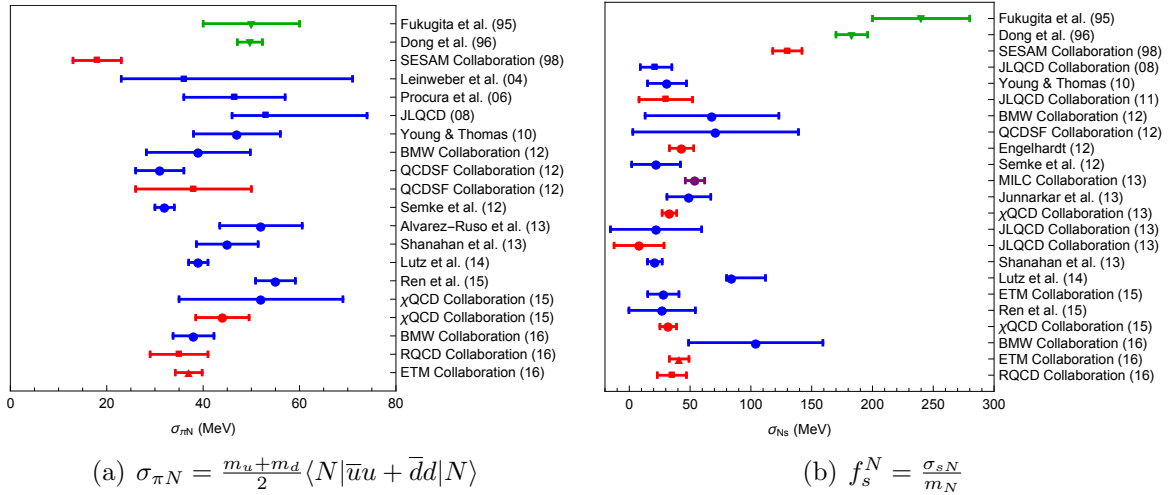 Fukugita et al. (95)
Dong et al. (96)
SESAM Collaboration (98)
Leinweber et al. (04)
Procura et al. (06)
JLQCD (08)
Young & Thomas (10)
BMW Collaboration (12)
QCDSF Collaboration (12)
QCDSF Collaboration (12)
Semke et al. (12)
Alvarez−Ruso et al. (13)
Shanahan et al. (13)
Lutz et al. (14)
Ren et al. (15)
χQCD Collaboration (15)
χQCD Collaboration (15)
BMW Collaboration (16)
RQCD Collaboration (16)
ETM Collaboration (16)
0 20 40 60 80
σπN (MeV)
(a) σπN = (mu+md)/2 ⟨N|ūu + d̄d|N⟩
Fukugita et al. (95)
Dong et al. (96)
SESAM Collaboration (98)
JLQCD Collaboration (08)
Young & Thomas (10)
JLQCD Collaboration (11)
BMW Collaboration (12)
QCDSF Collaboration (12)
Engelhardt (12)
Semke et al. (12)
MILC Collaboration (13)
Junnarkar et al. (13)
χQCD Collaboration (13)
JLQCD Collaboration (13)
JLQCD Collaboration (13)
Shanahan et al. (13)
Lutz et al. (14)
ETM Collaboration (15)
Ren et al. (15)
χQCD Collaboration (15)
BMW Collaboration (16)
ETM Collaboration (16)
RQCD Collaboration (16)
0 50 100 150 200 250 300
σNs (MeV)
(b) f_s^N = σsN/mN